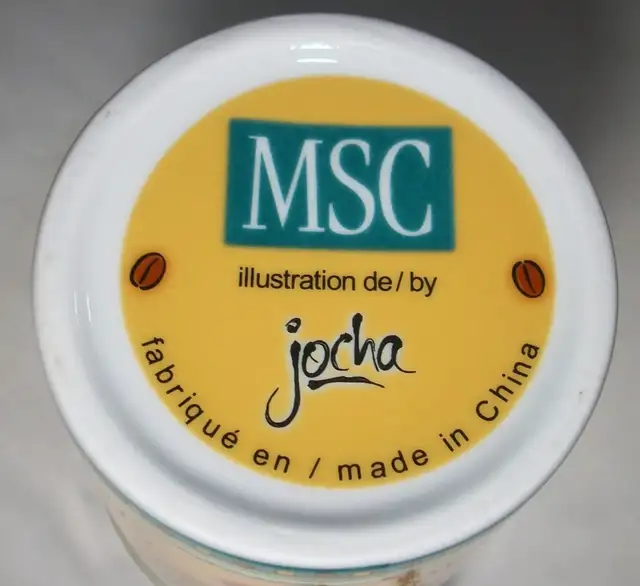 MSC
illustration de / by
jocha
fabriqué en / made in China